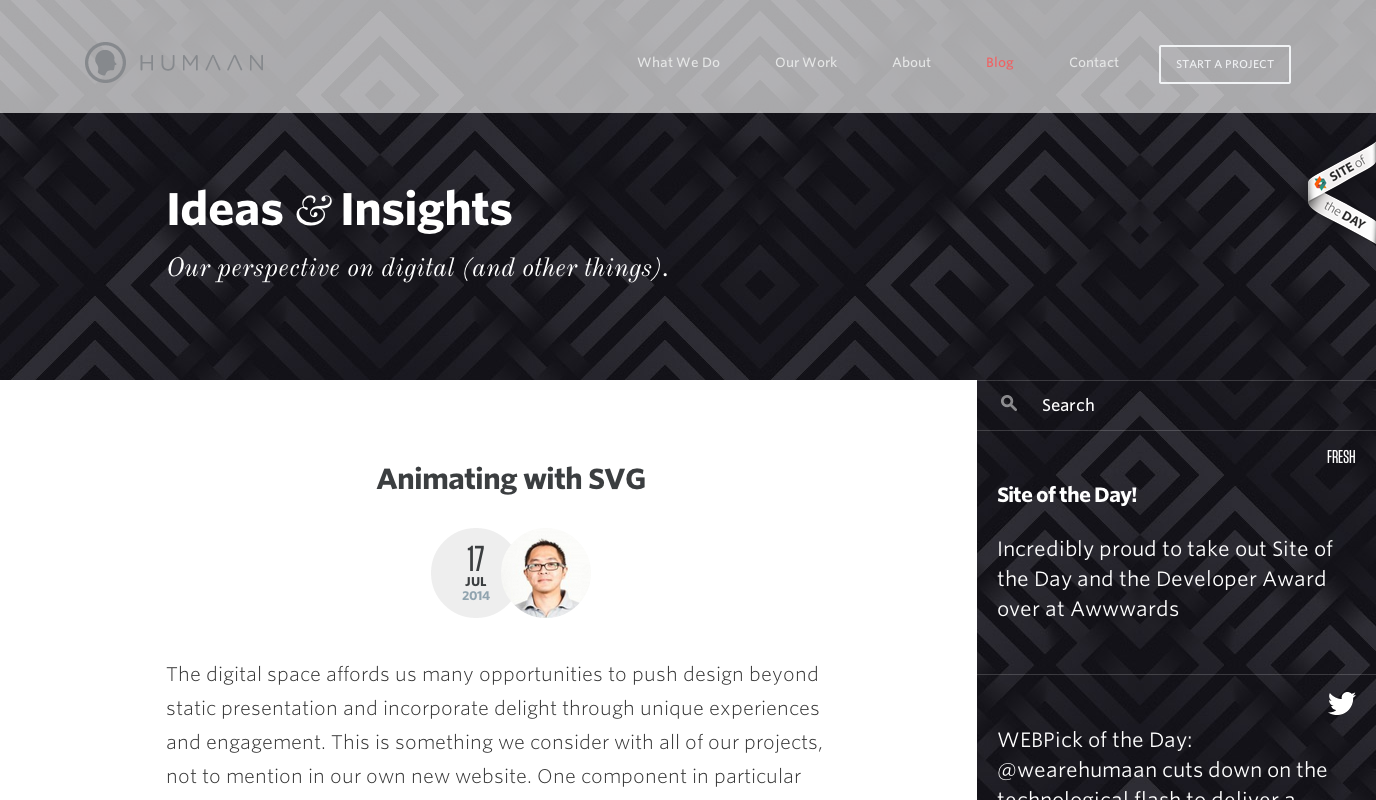 HUMAAN
What We Do
Our Work
About
Blog
Contact
START A PROJECT
SITE of
the DAY
Ideas & Insights
Our perspective on digital (and other things).
Search
FRESH
Site of the Day!
Incredibly proud to take out Site of
the Day and the Developer Award
over at Awwwards
WEBPick of the Day:
@wearehumaan cuts down on the
technological flash to deliver a
Animating with SVG
17
JUL
2014
The digital space affords us many opportunities to push design beyond
static presentation and incorporate delight through unique experiences
and engagement. This is something we consider with all of our projects,
not to mention in our own new website. One component in particular